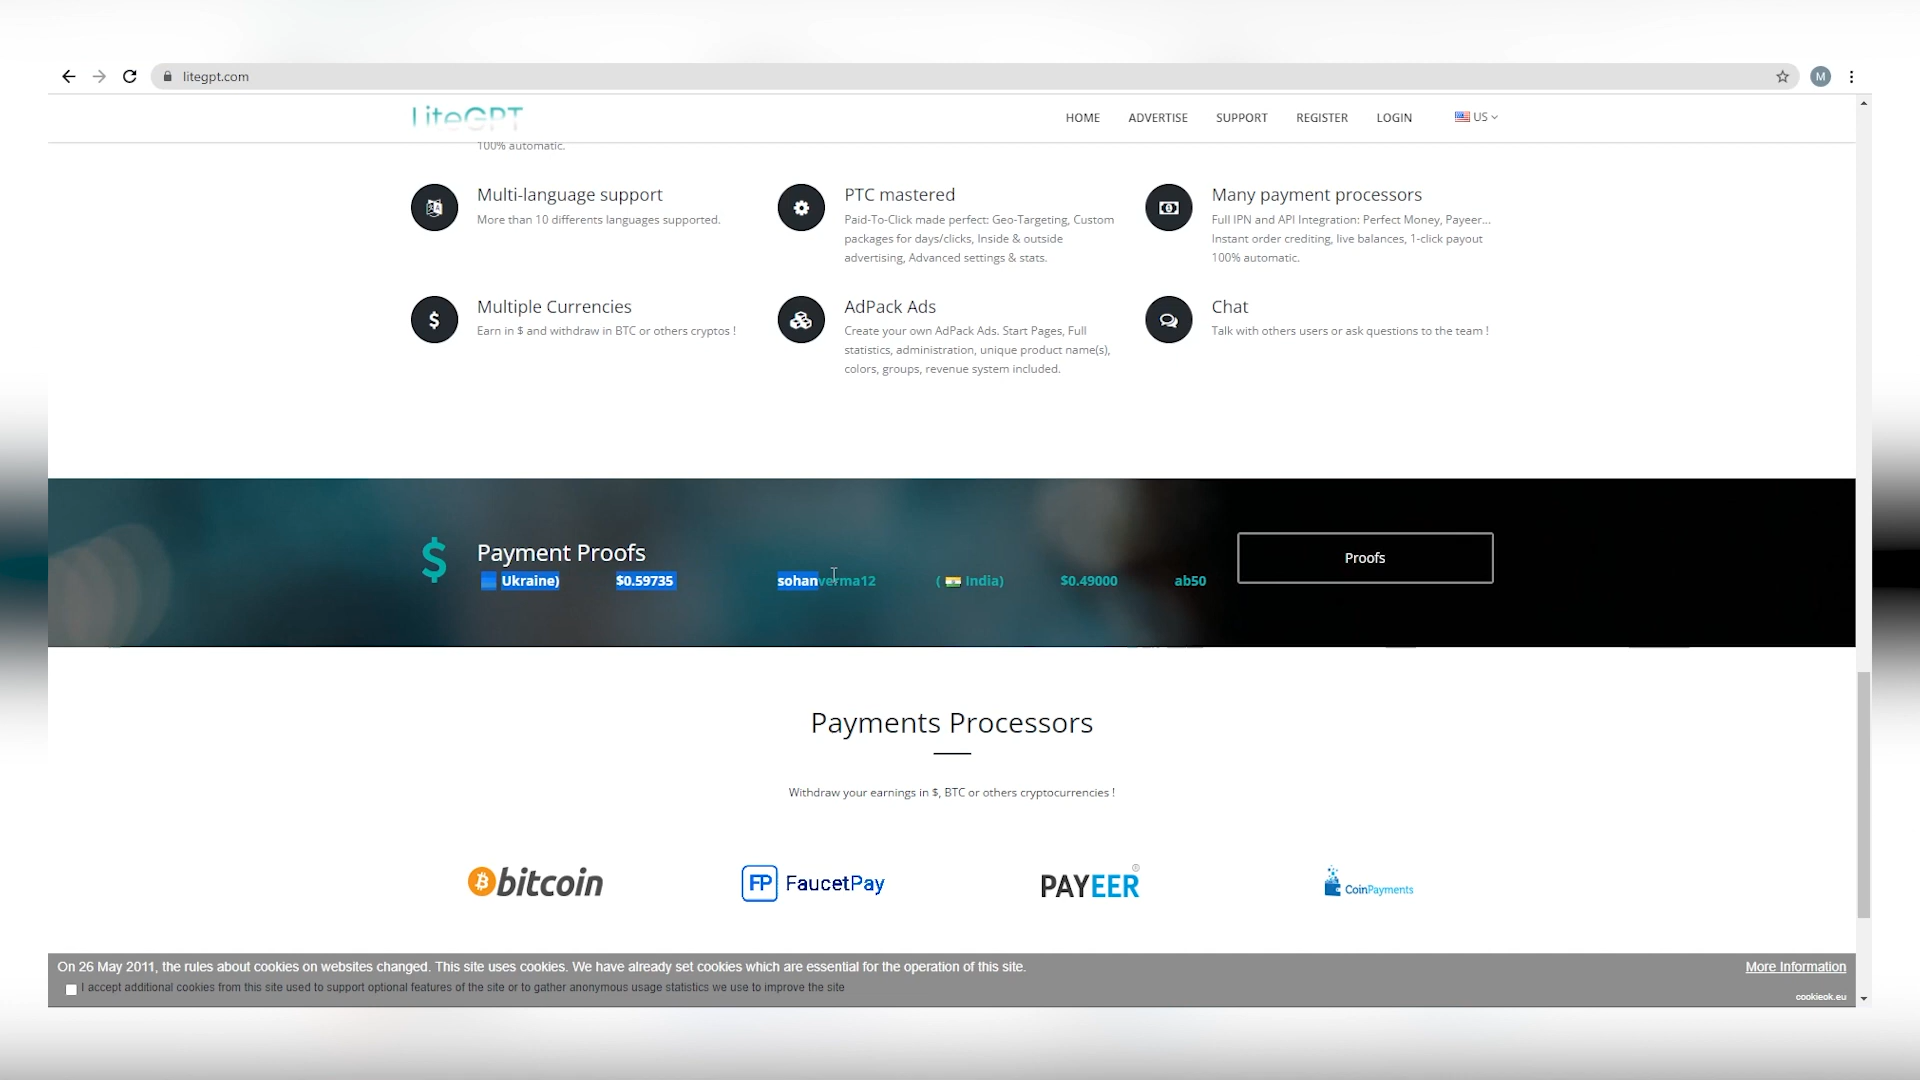 litegpt.com
M
LiteGPT
HOME ADVERTISE SUPPORT REGISTER LOGIN US
100% automatic.
Multi-language support
More than 10 differents languages supported.
PTC mastered
Paid-To-Click made perfect: Geo-Targeting, Custom
packages for days/clicks, Inside & outside
advertising, Advanced settings & stats.
Many payment processors
Full IPN and API Integration: Perfect Money, Payeer...
Instant order crediting, live balances, 1-click payout
100% automatic.
Multiple Currencies
Earn in $ and withdraw in BTC or others cryptos !
AdPack Ads
Create your own AdPack Ads. Start Pages, Full
statistics, administration, unique product name(s),
colors, groups, revenue system included.
Chat
Talk with others users or ask questions to the team !
Payment Proofs
Ukraine) $0.59735 sohanverma12 ( India) $0.49000 ab50
Proofs
Payments Processors
Withdraw your earnings in $, BTC or others cryptocurrencies !
bitcoin
FP FaucetPay
PAYEER
CoinPayments
On 26 May 2011, the rules about cookies on websites changed. This site uses cookies. We have already set cookies which are essential for the operation of this site.
More Information
I accept additional cookies from this site used to support optional features of the site or to gather anonymous usage statistics we use to improve the site
cookieok.eu